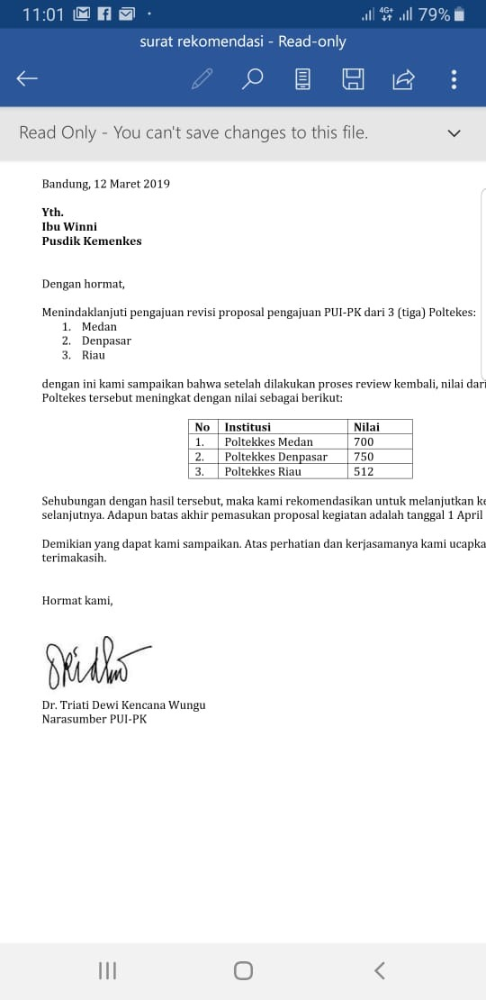 11:01
4G+ 79%
surat rekomendasi - Read-only
Read Only - You can't save changes to this file.
Bandung, 12 Maret 2019
Yth.
Ibu Winni
Pusdik Kemenkes
Dengan hormat,
Menindaklanjuti pengajuan revisi proposal pengajuan PUI-PK dari 3 (tiga) Poltekes:
1. Medan
2. Denpasar
3. Riau
dengan ini kami sampaikan bahwa setelah dilakukan proses review kembali, nilai dari
Poltekes tersebut meningkat dengan nilai sebagai berikut:
No Institusi Nilai
1. Poltekkes Medan 700
2. Poltekkes Denpasar 750
3. Poltekkes Riau 512
Sehubungan dengan hasil tersebut, maka kami rekomendasikan untuk melanjutkan ke
selanjutnya. Adapun batas akhir pemasukan proposal kegiatan adalah tanggal 1 April
Demikian yang dapat kami sampaikan. Atas perhatian dan kerjasamanya kami ucapka
terimakasih.
Hormat kami,
Dr. Triati Dewi Kencana Wungu
Narasumber PUI-PK